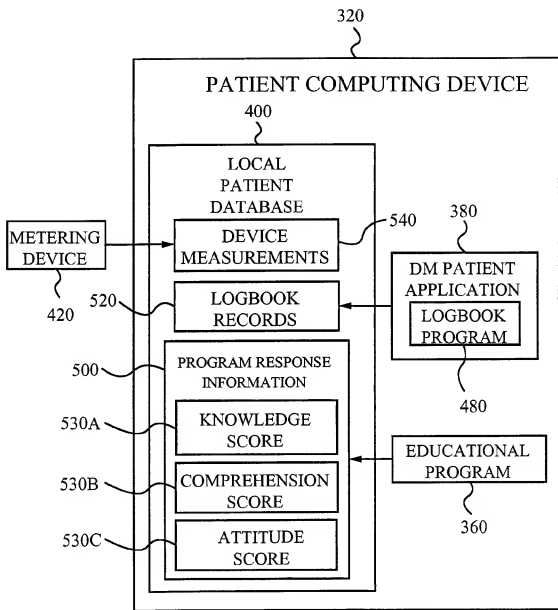 320
PATIENT COMPUTING DEVICE
400
LOCAL
PATIENT
DATABASE
540
DEVICE
MEASUREMENTS
METERING
DEVICE
420
380
DM PATIENT
APPLICATION
LOGBOOK
PROGRAM
480
520
LOGBOOK
RECORDS
500
PROGRAM RESPONSE
INFORMATION
530A
KNOWLEDGE
SCORE
530B
COMPREHENSION
SCORE
530C
ATTITUDE
SCORE
EDUCATIONAL
PROGRAM
360